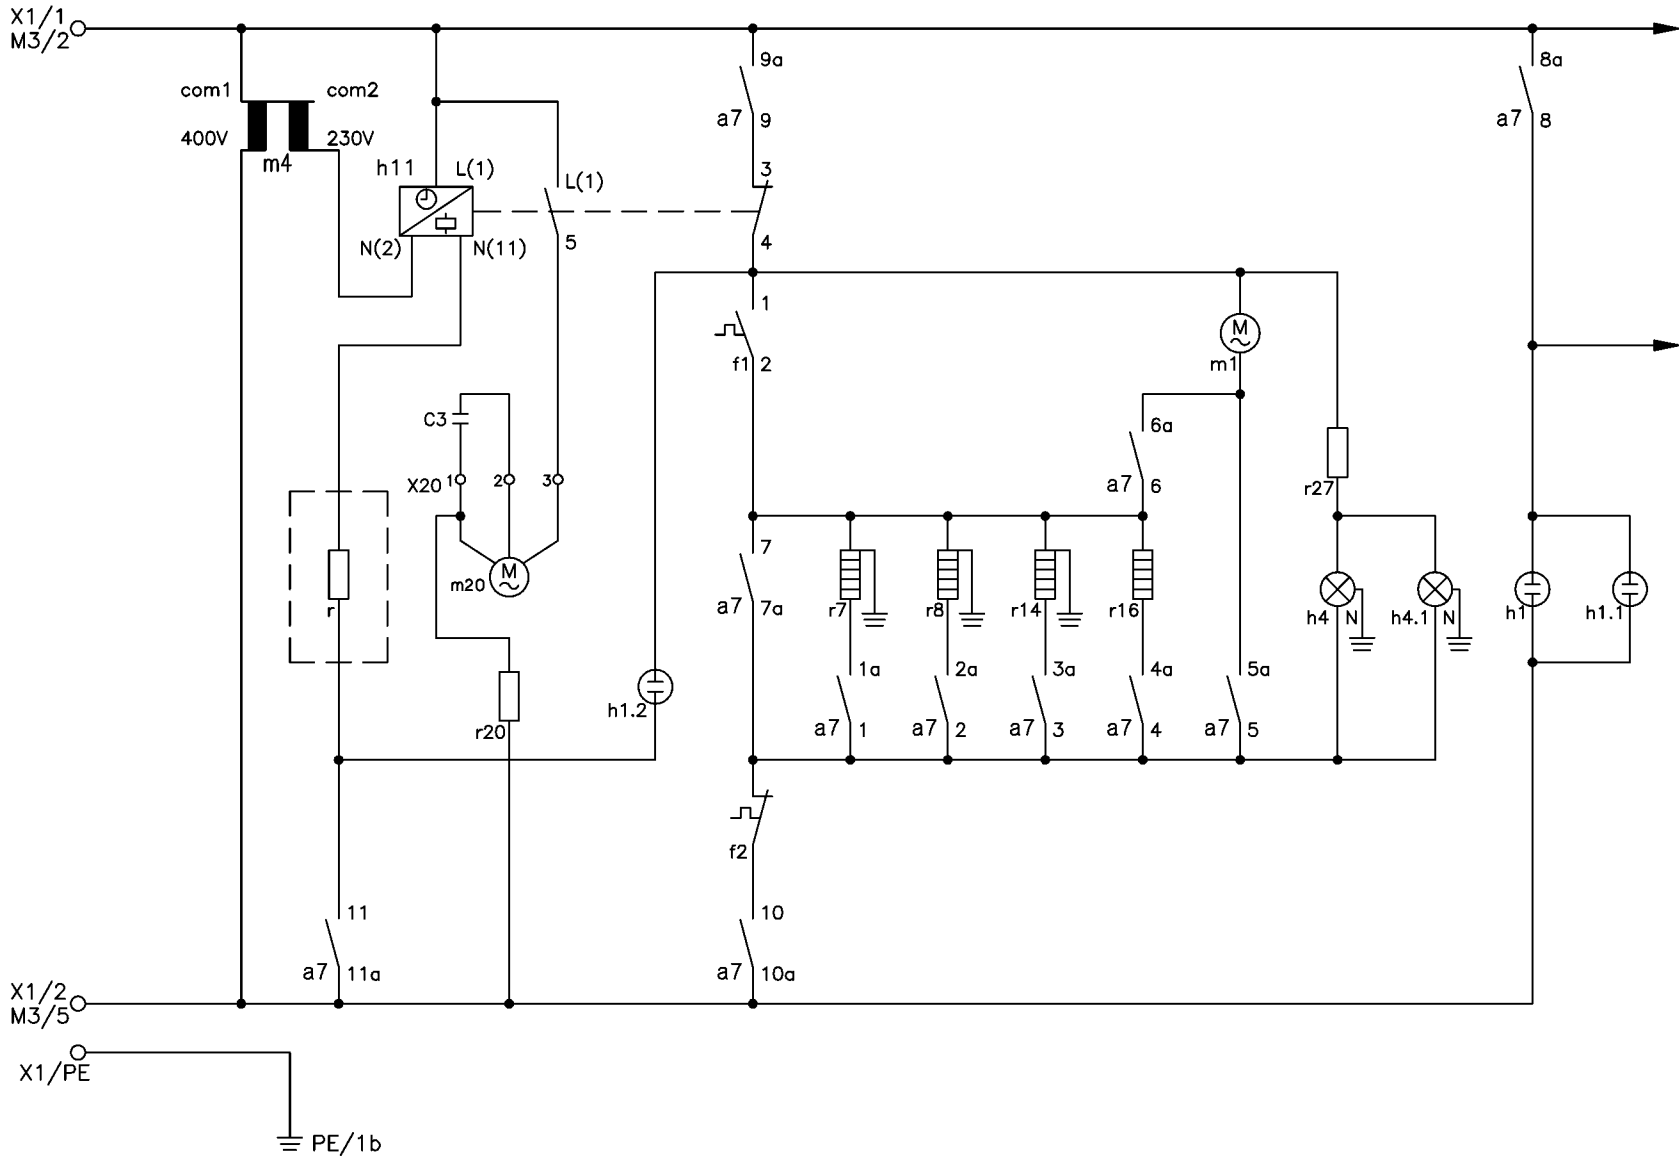 X1/1
M3/2
9a
8a
com1
com2
a7
9
a7
8
400V
230V
m4
h11
L(1)
3
L(1)
N(2)
N(11)
5
4
1
M
f1
2
m1
C3
6a
X20
1
2
3
a7
6
r27
7
M
m20
r
a7
7a
r7
r8
r14
r16
h4
N
h4.1
N
h1
h1.1
1a
2a
3a
4a
5a
h1.2
r20
a7
1
a7
2
a7
3
a7
4
a7
5
f2
11
10
a7
11a
a7
10a
X1/2
M3/5
X1/PE
PE/1b